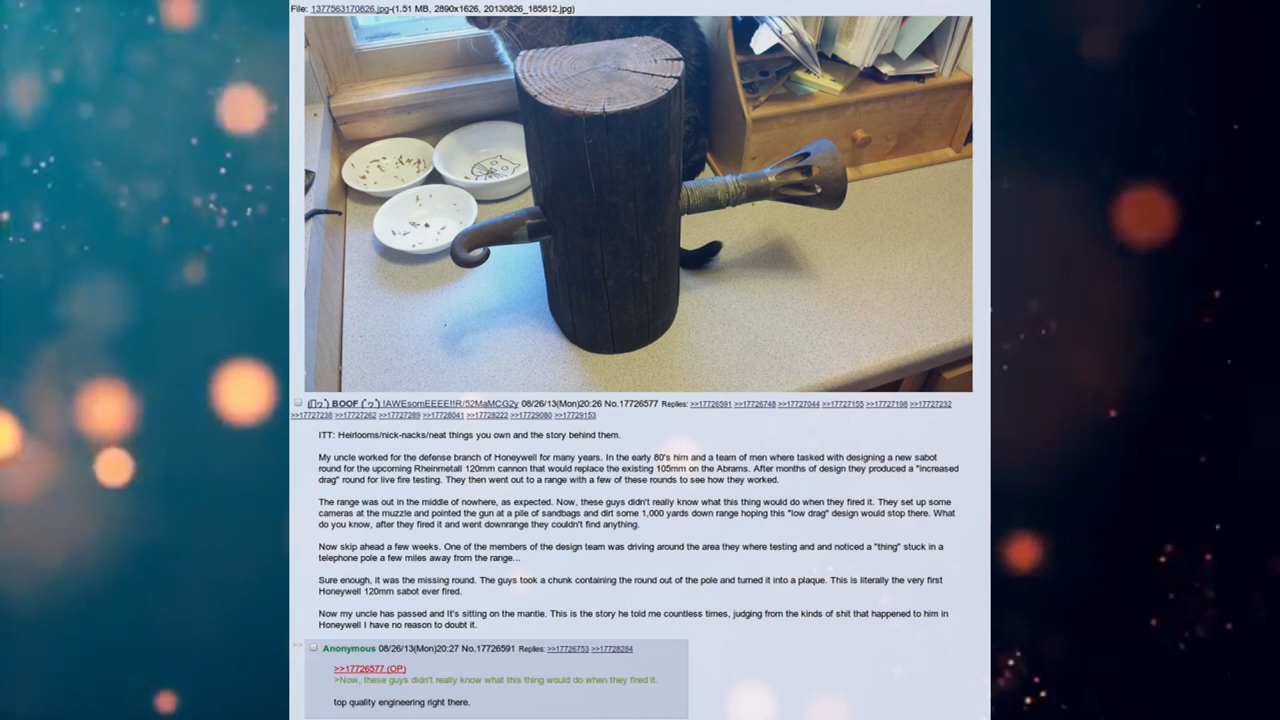 File: 1377563170826.jpg-(1.51 MB, 2890x1626, 20130826_185812.jpg)
BOOF !AWEsomEEEE!!R/52MaMCG2y 08/26/13(Mon)20:26 No.17726577 Replies: >>17726591 >>17726748 >>17727044 >>17727155 >>17727198 >>17727232
>>17727238 >>17727262 >>17727289 >>17728041 >>17728222 >>17729080 >>17729153
ITT: Heirlooms/nick-nacks/neat things you own and the story behind them.
My uncle worked for the defense branch of Honeywell for many years. In the early 80's him and a team of men where tasked with designing a new sabot
round for the upcoming Rheinmetall 120mm cannon that would replace the existing 105mm on the Abrams. After months of design they produced a "increased
drag" round for live fire testing. They then went out to a range with a few of these rounds to see how they worked.
The range was out in the middle of nowhere, as expected. Now, these guys didn't really know what this thing would do when they fired it. They set up some
cameras at the muzzle and pointed the gun at a pile of sandbags and dirt some 1,000 yards down range hoping this "low drag" design would stop there. What
do you know, after they fired it and went downrange they couldn't find anything.
Now skip ahead a few weeks. One of the members of the design team was driving around the area they where testing and and noticed a "thing" stuck in a
telephone pole a few miles away from the range...
Sure enough, it was the missing round. The guys took a chunk containing the round out of the pole and turned it into a plaque. This is literally the very first
Honeywell 120mm sabot ever fired.
Now my uncle has passed and It's sitting on the mantle. This is the story he told me countless times, judging from the kinds of shit that happened to him in
Honeywell I have no reason to doubt it.
>> Anonymous 08/26/13(Mon)20:27 No.17726591 Replies: >>17726753 >>17728284
>>17726577 (OP)
>Now, these guys didn't really know what this thing would do when they fired it.
top quality engineering right there.